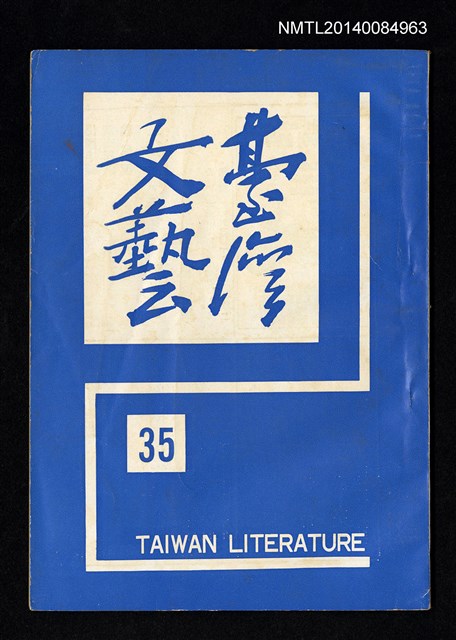 NMTL20140084963
臺灣
文藝
35
TAIWAN LITERATURE